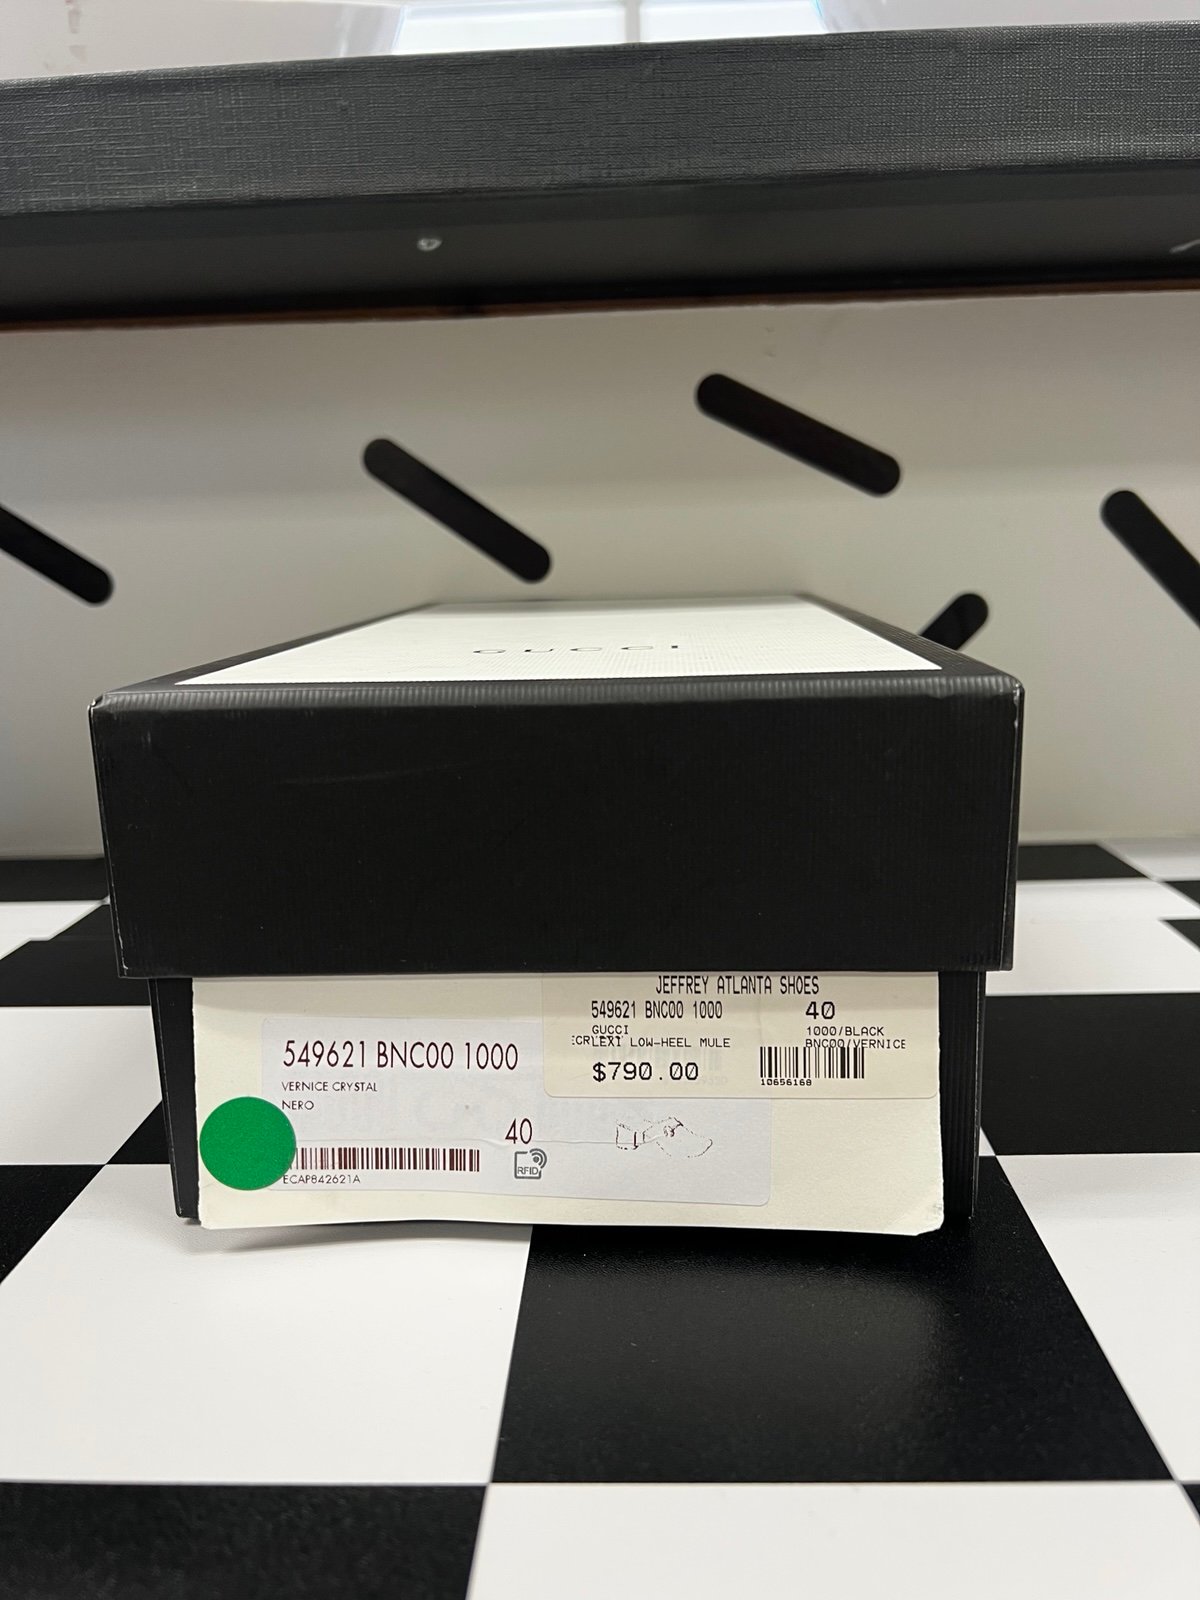 GUCCI
JEFFREY ATLANTA SHOES
549621 BNC00 1000 40
GUCCI 1000/BLACK
LOW-HEEL MULE BNC00/VERNICE
$790.00
10656168
549621 BNC00 1000
VERNICE CRYSTAL
NERO
40
RFID
ECAP842621A